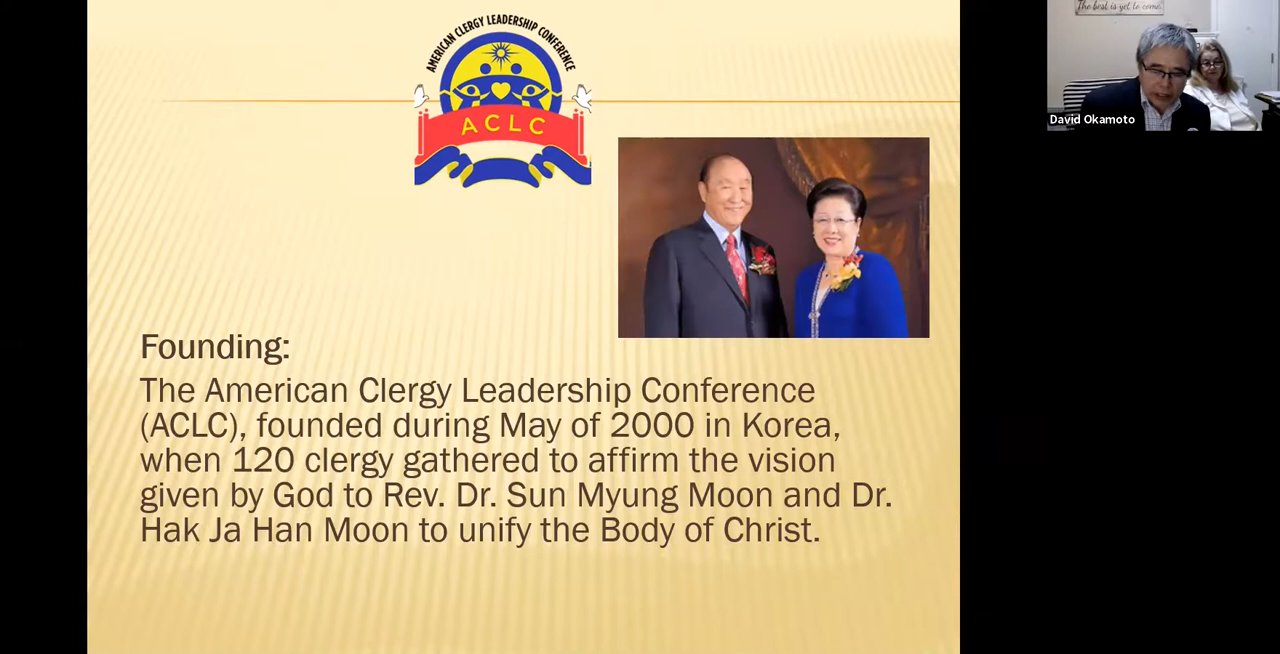 AMERICAN CLERGY LEADERSHIP CONFERENCE
ACLC
The best is yet to come.
David Okamoto
Founding:
The American Clergy Leadership Conference
(ACLC), founded during May of 2000 in Korea,
when 120 clergy gathered to affirm the vision
given by God to Rev. Dr. Sun Myung Moon and Dr.
Hak Ja Han Moon to unify the Body of Christ.